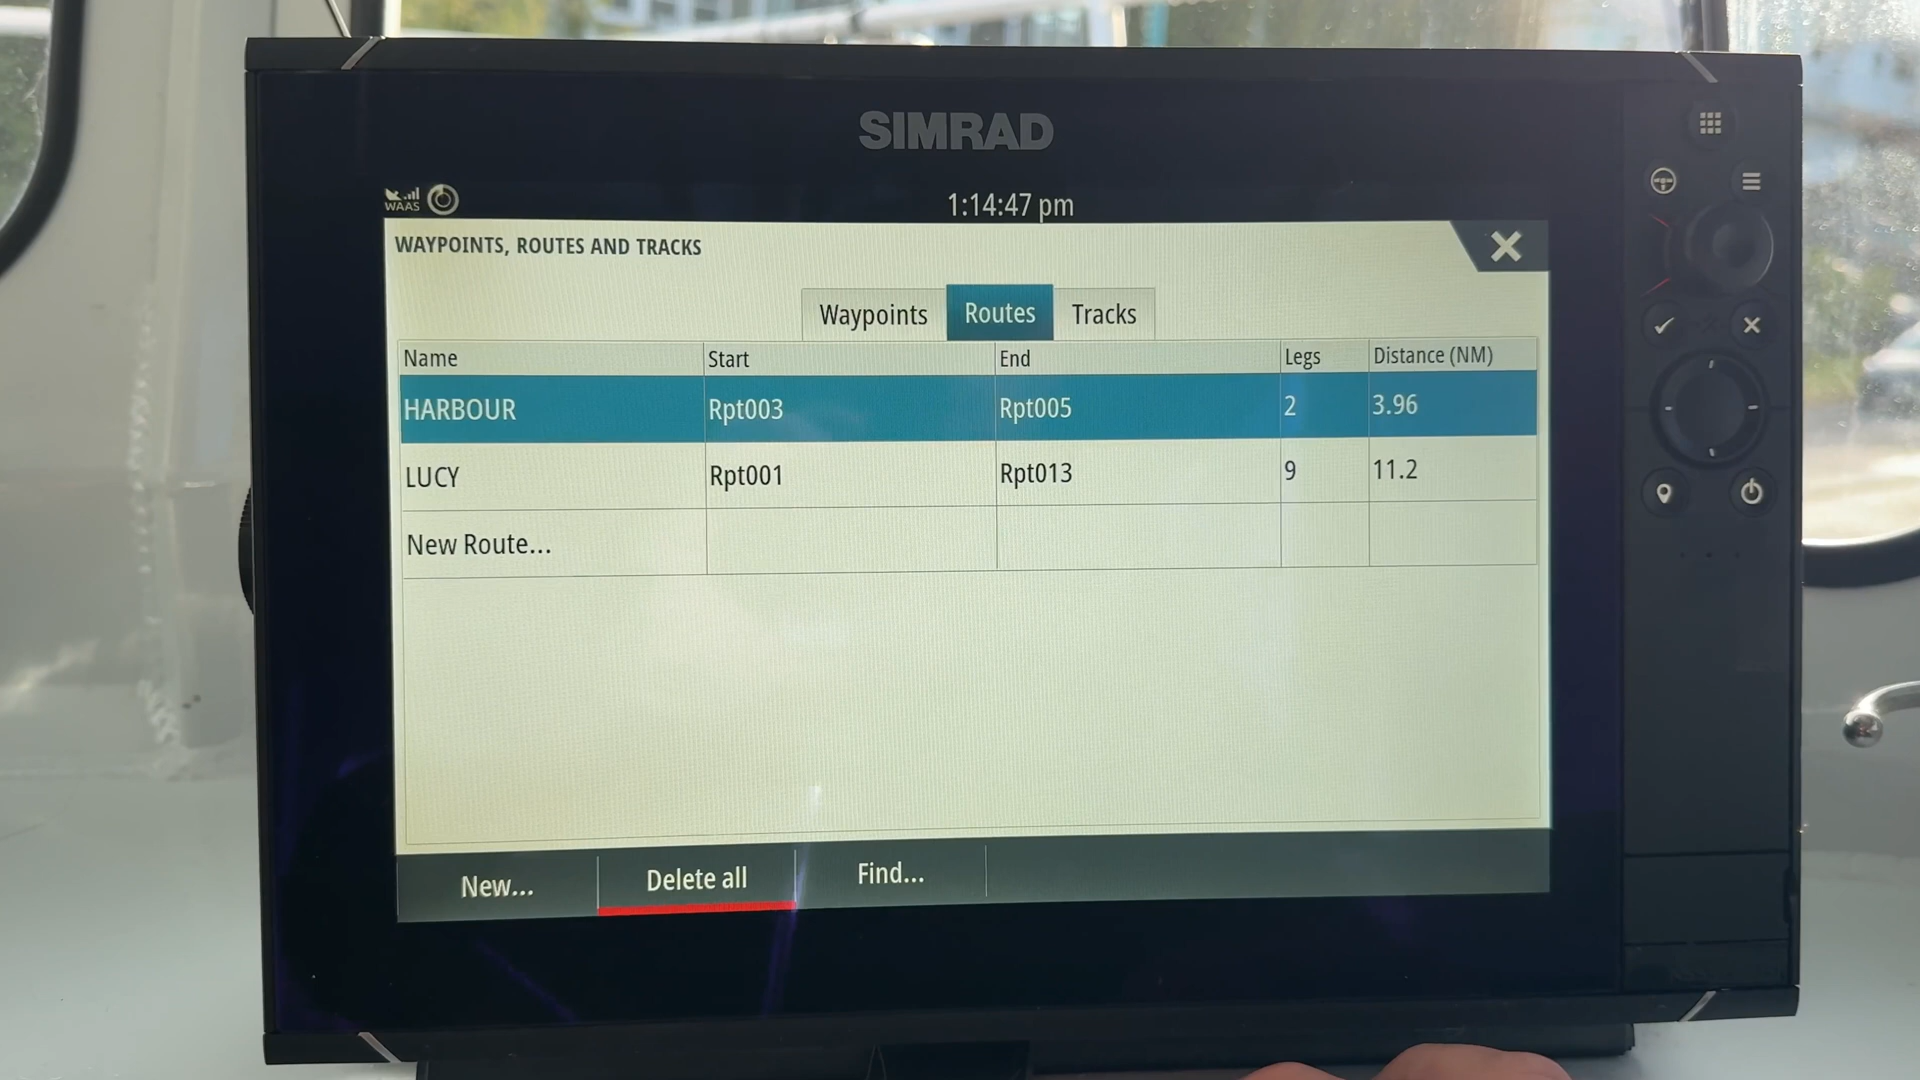 SIMRAD
WAAS
1:14:47 pm
WAYPOINTS, ROUTES AND TRACKS
Waypoints Routes Tracks
Name Start End Legs Distance (NM)
HARBOUR Rpt003 Rpt005 2 3.96
LUCY Rpt001 Rpt013 9 11.2
New Route...
New... Delete all Find...